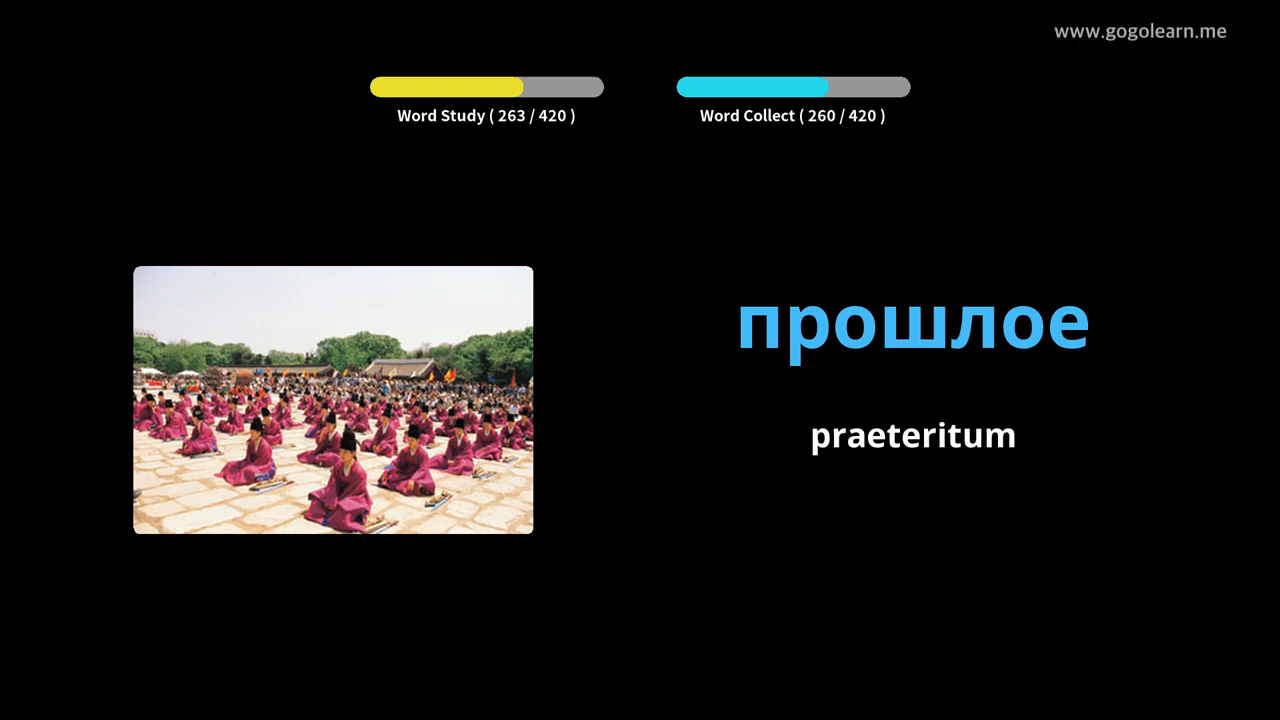 www.gogolearn.me
Word Study ( 263 / 420 )
Word Collect ( 260 / 420 )
прошлое
praeteritum